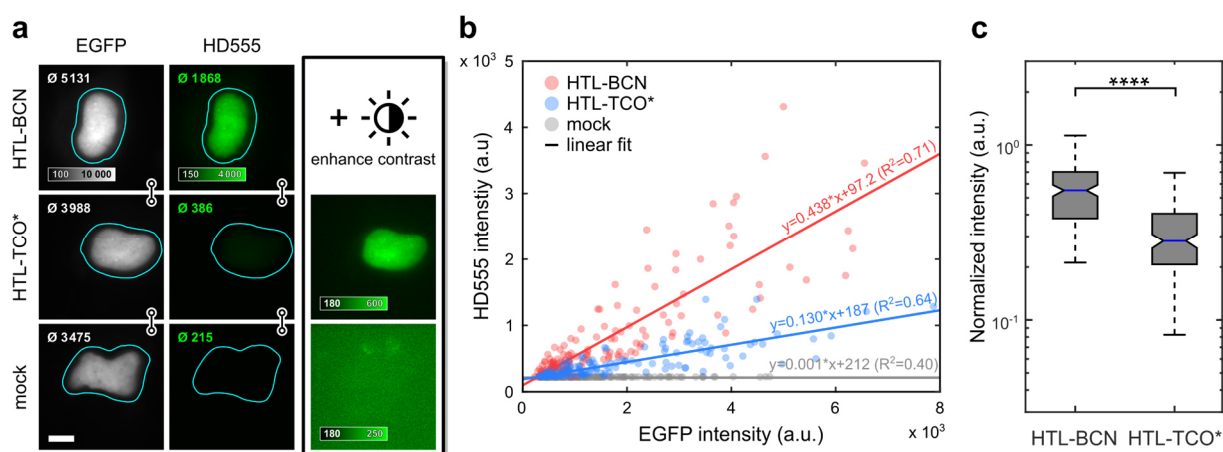 a
EGFP
HD555
HTL-BCN
Ø 5131
100 10 000
Ø 1868
150 4 000
+
enhance contrast
HTL-TCO*
Ø 3988
Ø 386
180 600
mock
Ø 3475
Ø 215
180 250
b
x 10³
HD555 intenstiy (a.u)
5
4
3
2
1
0
HTL-BCN
HTL-TCO*
mock
linear fit
y=0.438*x+97.2 (R²=0.71)
y=0.130*x+187 (R²=0.64)
y=0.001*x+212 (R²=0.40)
0 2 4 6 8
EGFP intensity (a.u.)
x 10³
c
Normalized intensity (a.u.)
10⁰
10⁻¹
****
HTL-BCN HTL-TCO*